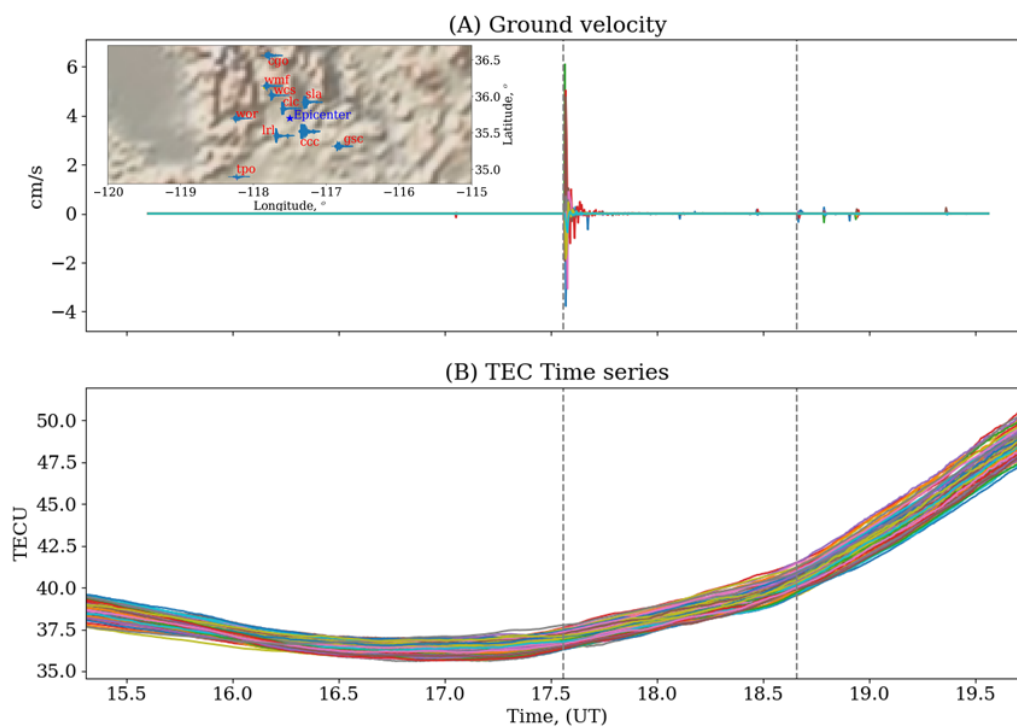 (A) Ground velocity
6
4
2
0
−2
−4
cm/s
cgo
wmf
wcs
sla
clc
wor
Epicenter
lrl
ccc
gsc
tpo
36.5
36.0
35.5
35.0
Latitude, °
−120
−119
−118
−117
−116
−115
Longitude, °
(B) TEC Time series
50.0
47.5
45.0
42.5
40.0
37.5
35.0
TECU
15.5
16.0
16.5
17.0
17.5
18.0
18.5
19.0
19.5
Time, (UT)